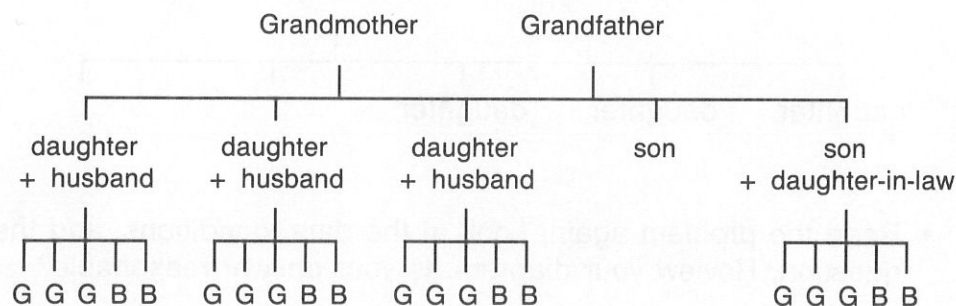 Grandmother Grandfather
daughter daughter daughter son son
+ husband + husband + husband + daughter-in-law
G G G B B G G G B B G G G B B G G G B B